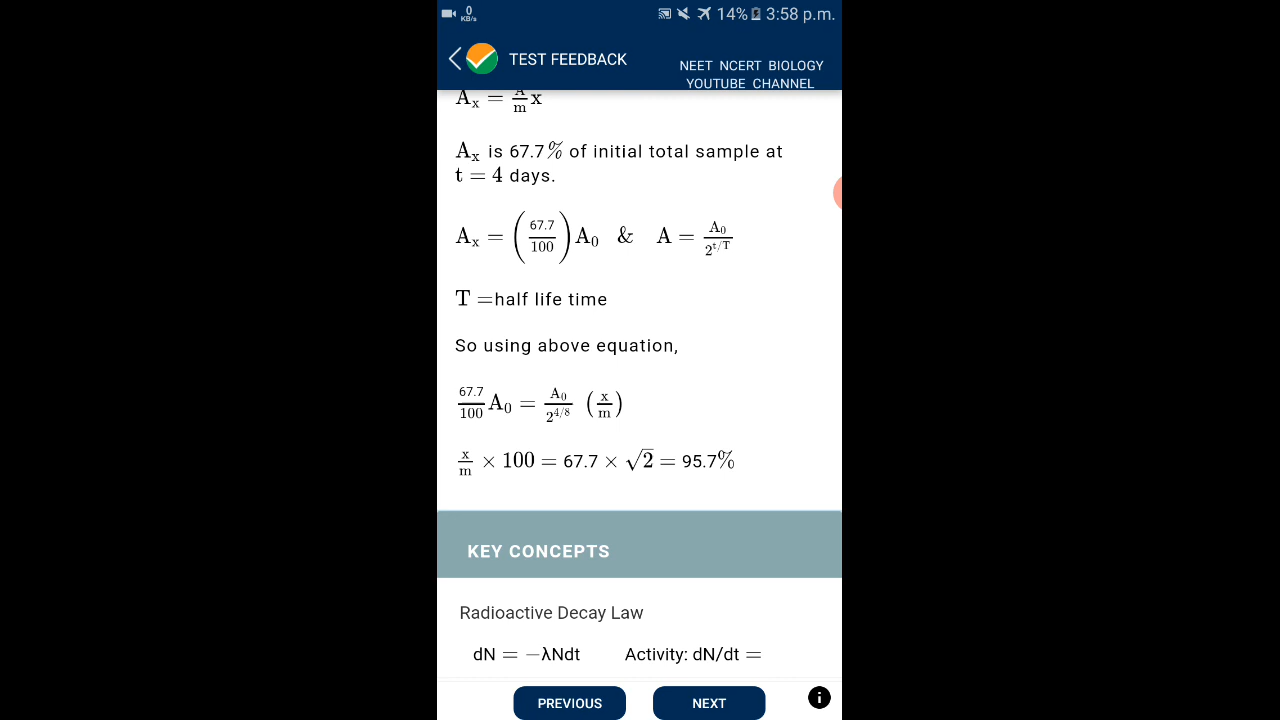 0 KB/s 14% 3:58 p.m.
TEST FEEDBACK
NEET NCERT BIOLOGY
YOUTUBE CHANNEL
Aₓ = A/m x
Aₓ is 67.7% of initial total sample at
t = 4 days.
Aₓ = (67.7/100)A₀ & A = A₀/2^(t/T)
T =half life time
So using above equation,
67.7/100 A₀ = A₀/2^(4/8) (x/m)
x/m × 100 = 67.7 × √2 = 95.7%
KEY CONCEPTS
Radioactive Decay Law
dN = −λNdt Activity: dN/dt =
PREVIOUS NEXT i